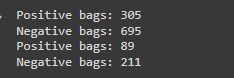 Positive bags: 305
Negative bags: 695
Positive bags: 89
Negative bags: 211